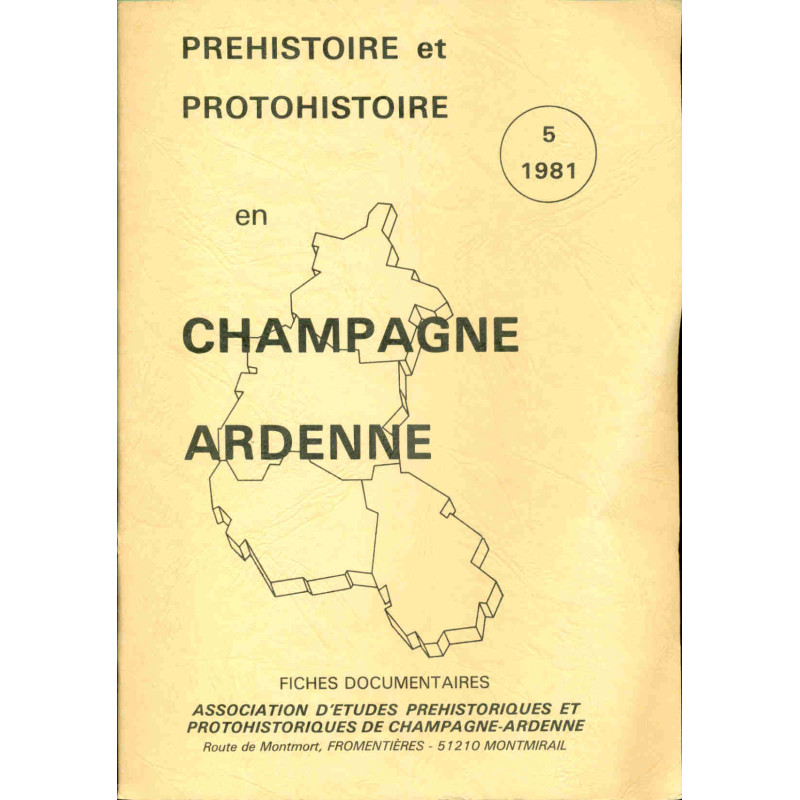 PREHISTOIRE et
PROTOHISTOIRE
5
1981
en
CHAMPAGNE
ARDENNE
FICHES DOCUMENTAIRES
ASSOCIATION D'ETUDES PREHISTORIQUES ET
PROTOHISTORIQUES DE CHAMPAGNE-ARDENNE
Route de Montmort, FROMENTIÈRES - 51210 MONTMIRAIL